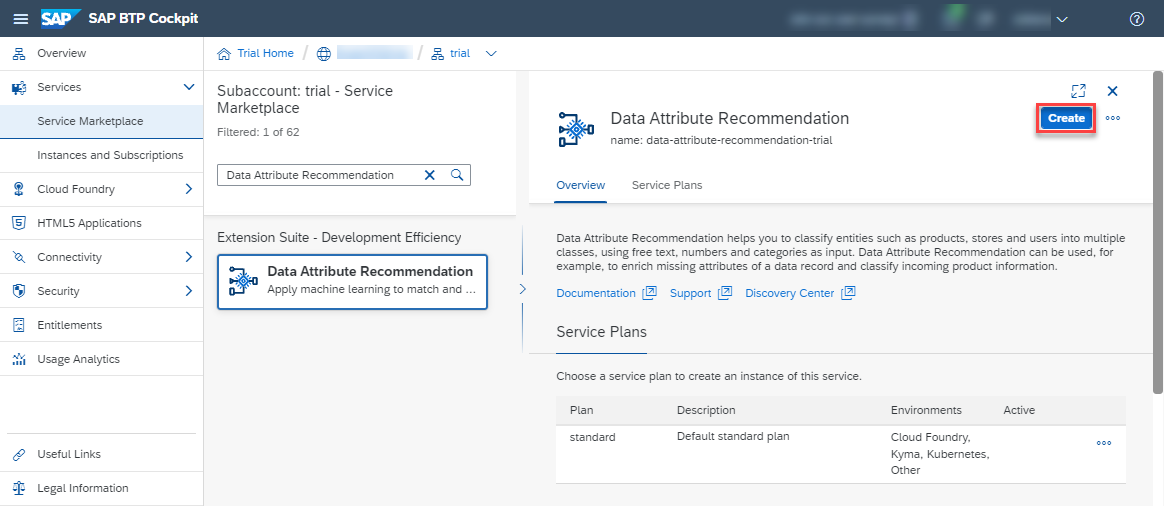 SAP SAP BTP Cockpit
Overview
Services
Service Marketplace
Instances and Subscriptions
Cloud Foundry
HTML5 Applications
Connectivity
Security
Entitlements
Usage Analytics
Useful Links
Legal Information
Trial Home / / trial
Subaccount: trial - Service
Marketplace
Filtered: 1 of 62
Data Attribute Recommendation
Extension Suite - Development Efficiency
Data Attribute Recommendation
Apply machine learning to match and ...
Data Attribute Recommendation
name: data-attribute-recommendation-trial
Create
Overview Service Plans
Data Attribute Recommendation helps you to classify entities such as products, stores and users into multiple
classes, using free text, numbers and categories as input. Data Attribute Recommendation can be used, for
example, to enrich missing attributes of a data record and classify incoming product information.
Documentation Support Discovery Center
Service Plans
Choose a service plan to create an instance of this service.
Plan Description Environments Active
standard Default standard plan Cloud Foundry,
Kyma, Kubernetes,
Other